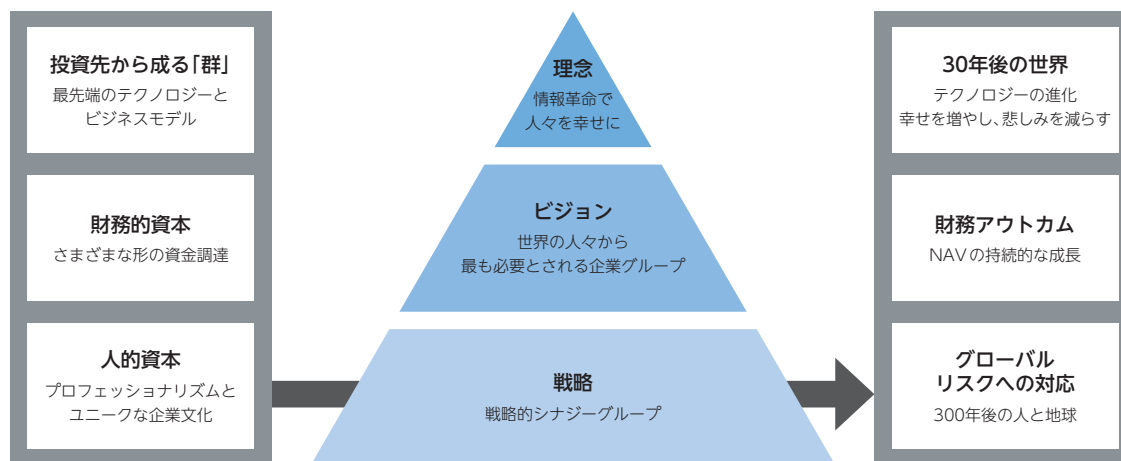 投資先から成る「群」
最先端のテクノロジーと
ビジネスモデル
財務的資本
さまざまな形の資金調達
人的資本
プロフェッショナリズムと
ユニークな企業文化
理念
情報革命で
人々を幸せに
ビジョン
世界の人々から
最も必要とされる企業グループ
戦略
戦略的シナジーグループ
30年後の世界
テクノロジーの進化
幸せを増やし、悲しみを減らす
財務アウトカム
NAVの持続的な成長
グローバル
リスクへの対応
300年後の人と地球